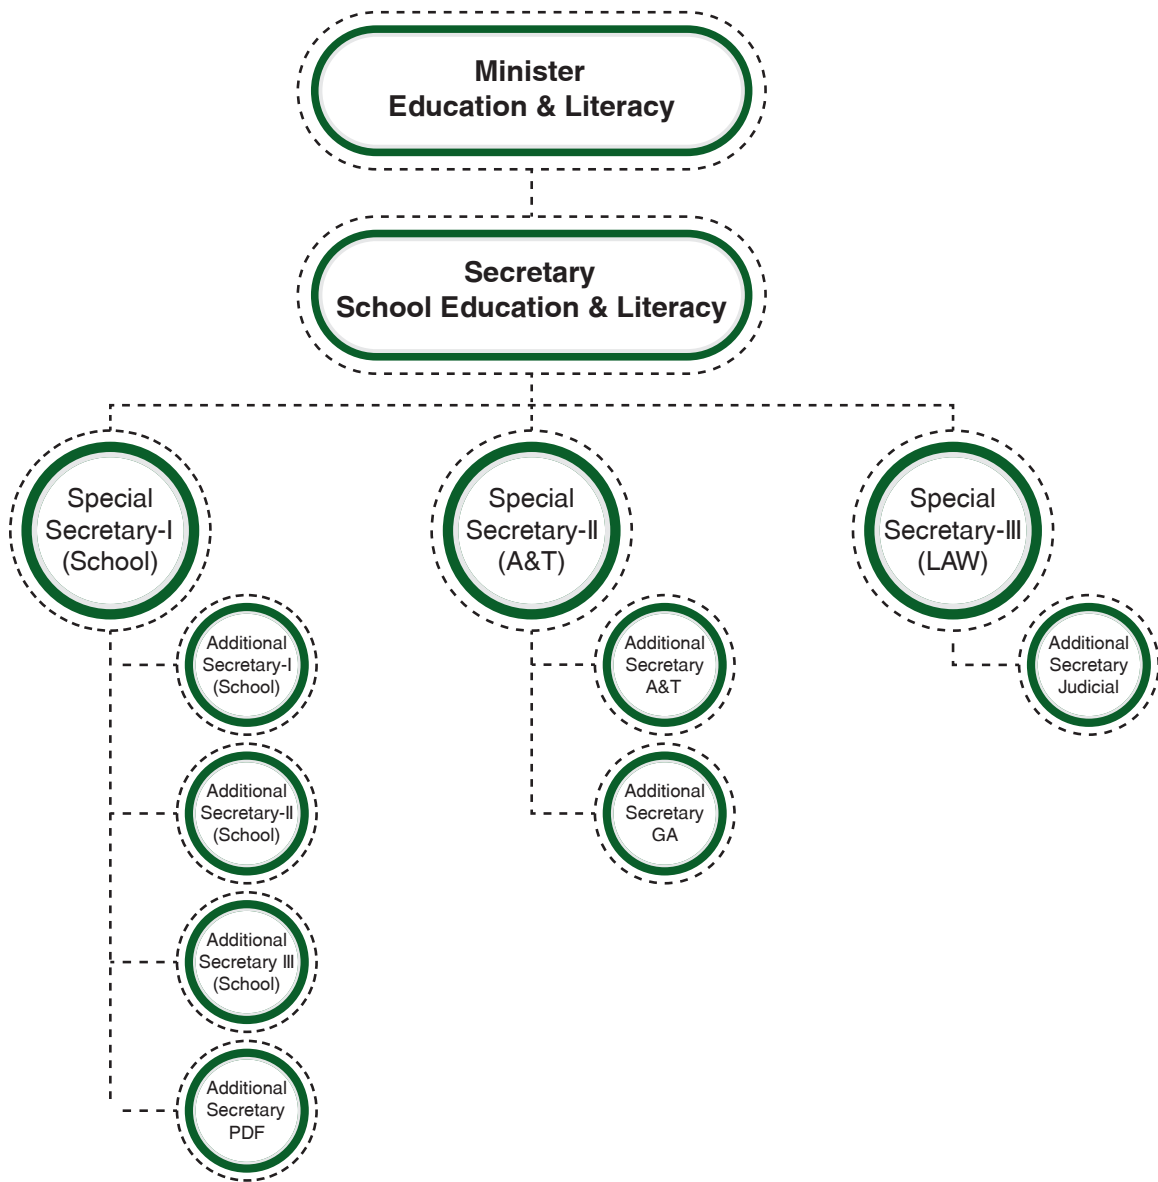 Minister
Education & Literacy
Secretary
School Education & Literacy
Special
Secretary-I
(School)
Special
Secretary-II
(A&T)
Special
Secretary-III
(LAW)
Additional
Secretary-I
(School)
Additional
Secretary
A&T
Additional
Secretary
Judicial
Additional
Secretary-II
(School)
Additional
Secretary
GA
Additional
Secretary III
(School)
Additional
Secretary
PDF